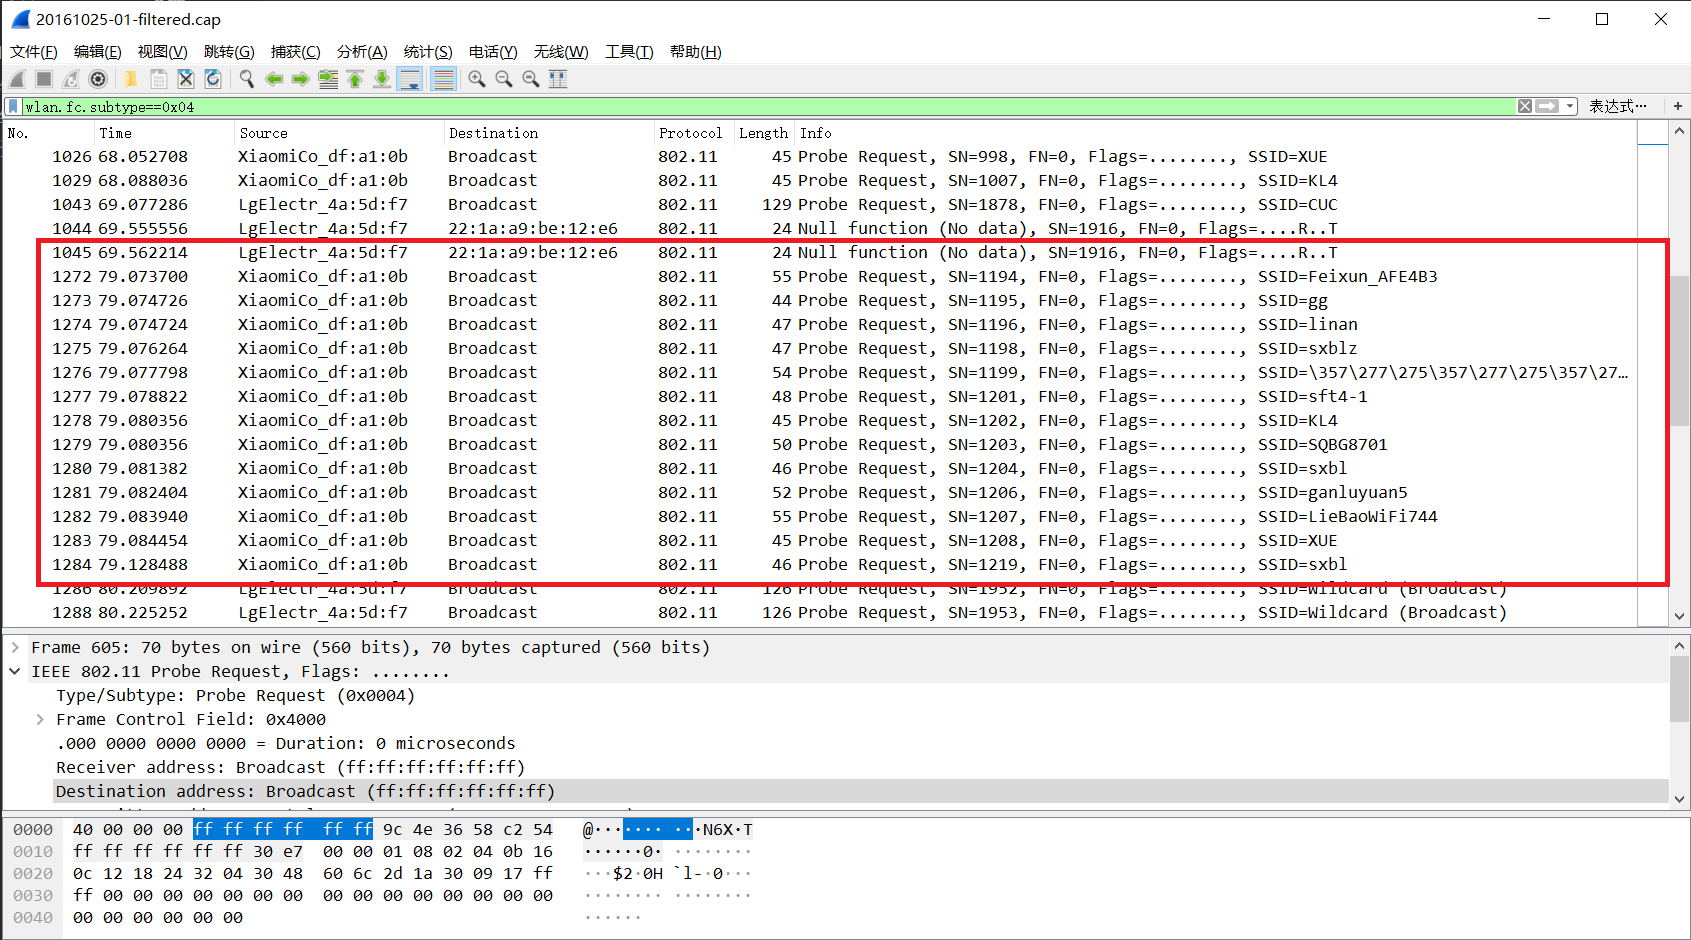 20161025-01-filtered.cap
文件(F) 编辑(E) 视图(V) 跳转(G) 捕获(C) 分析(A) 统计(S) 电话(Y) 无线(W) 工具(T) 帮助(H)
wlan.fc.subtype==0x04 表达式… +
No. Time Source Destination Protocol Length Info
1026 68.052708 XiaomiCo_df:a1:0b Broadcast 802.11 45 Probe Request, SN=998, FN=0, Flags=........, SSID=XUE
1029 68.088036 XiaomiCo_df:a1:0b Broadcast 802.11 45 Probe Request, SN=1007, FN=0, Flags=........, SSID=KL4
1043 69.077286 LgElectr_4a:5d:f7 Broadcast 802.11 129 Probe Request, SN=1878, FN=0, Flags=........, SSID=CUC
1044 69.555556 LgElectr_4a:5d:f7 22:1a:a9:be:12:e6 802.11 24 Null function (No data), SN=1916, FN=0, Flags=....R..T
1045 69.562214 LgElectr_4a:5d:f7 22:1a:a9:be:12:e6 802.11 24 Null function (No data), SN=1916, FN=0, Flags=....R..T
1272 79.073700 XiaomiCo_df:a1:0b Broadcast 802.11 55 Probe Request, SN=1194, FN=0, Flags=........, SSID=Feixun_AFE4B3
1273 79.074726 XiaomiCo_df:a1:0b Broadcast 802.11 44 Probe Request, SN=1195, FN=0, Flags=........, SSID=gg
1274 79.074724 XiaomiCo_df:a1:0b Broadcast 802.11 47 Probe Request, SN=1196, FN=0, Flags=........, SSID=linan
1275 79.076264 XiaomiCo_df:a1:0b Broadcast 802.11 47 Probe Request, SN=1198, FN=0, Flags=........, SSID=sxblz
1276 79.077798 XiaomiCo_df:a1:0b Broadcast 802.11 54 Probe Request, SN=1199, FN=0, Flags=........, SSID=\357\277\275\357\277\275\357\27…
1277 79.078822 XiaomiCo_df:a1:0b Broadcast 802.11 48 Probe Request, SN=1201, FN=0, Flags=........, SSID=sft4-1
1278 79.080356 XiaomiCo_df:a1:0b Broadcast 802.11 45 Probe Request, SN=1202, FN=0, Flags=........, SSID=KL4
1279 79.080356 XiaomiCo_df:a1:0b Broadcast 802.11 50 Probe Request, SN=1203, FN=0, Flags=........, SSID=SQBG8701
1280 79.081382 XiaomiCo_df:a1:0b Broadcast 802.11 46 Probe Request, SN=1204, FN=0, Flags=........, SSID=sxbl
1281 79.082404 XiaomiCo_df:a1:0b Broadcast 802.11 52 Probe Request, SN=1206, FN=0, Flags=........, SSID=ganluyuan5
1282 79.083940 XiaomiCo_df:a1:0b Broadcast 802.11 55 Probe Request, SN=1207, FN=0, Flags=........, SSID=LieBaoWiFi744
1283 79.084454 XiaomiCo_df:a1:0b Broadcast 802.11 45 Probe Request, SN=1208, FN=0, Flags=........, SSID=XUE
1284 79.128488 XiaomiCo_df:a1:0b Broadcast 802.11 46 Probe Request, SN=1219, FN=0, Flags=........, SSID=sxbl
1286 80.209892 LgElectr_4a:5d:f7 Broadcast 802.11 126 Probe Request, SN=1952, FN=0, Flags=........, SSID=Wildcard (Broadcast)
1288 80.225252 LgElectr_4a:5d:f7 Broadcast 802.11 126 Probe Request, SN=1953, FN=0, Flags=........, SSID=Wildcard (Broadcast)
Frame 605: 70 bytes on wire (560 bits), 70 bytes captured (560 bits)
IEEE 802.11 Probe Request, Flags: ........
Type/Subtype: Probe Request (0x0004)
Frame Control Field: 0x4000
.000 0000 0000 0000 = Duration: 0 microseconds
Receiver address: Broadcast (ff:ff:ff:ff:ff:ff)
Destination address: Broadcast (ff:ff:ff:ff:ff:ff)
0000 40 00 00 00 ff ff ff ff ff ff 9c 4e 36 58 c2 54 @·········N6X·T
0010 ff ff ff ff ff ff 30 e7 00 00 01 08 02 04 0b 16 ······0· ········
0020 0c 12 18 24 32 04 30 48 60 6c 2d 1a 30 09 17 ff ···$2·0H `l-·0···
0030 ff 00 00 00 00 00 00 00 00 00 00 00 00 00 00 00 ········ ········
0040 00 00 00 00 00 00 ······